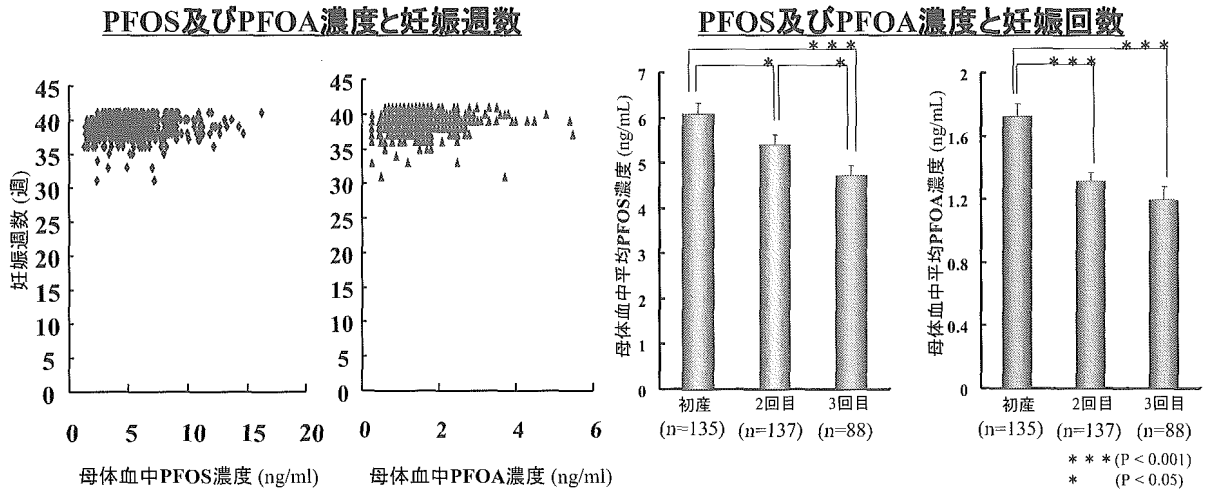 PFOS及びPFOA濃度と妊娠週数
45
40
35
30
25
20
15
10
5
0
妊娠週数 (週)
0 5 10 15 20
母体血中PFOS濃度 (ng/ml)
45
40
35
30
25
20
15
10
5
0
0 2 4 6
母体血中PFOA濃度 (ng/ml)
PFOS及びPFOA濃度と妊娠回数
＊＊＊
＊ ＊
7
6
5
4
3
2
1
0
母体血中平均PFOS濃度 (ng/mL)
初産 2回目 3回目
(n=135) (n=137) (n=88)
＊＊＊
＊＊＊
2
1.6
1.2
0.8
0.4
0
母体血中平均PFOA濃度 (ng/mL)
初産 2回目 3回目
(n=135) (n=137) (n=88)
＊＊＊(P < 0.001)
＊ (P < 0.05)